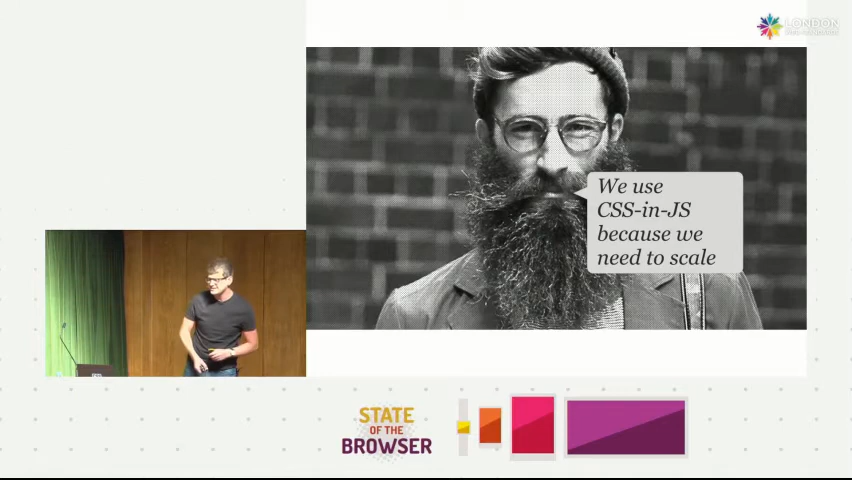 LONDON
We use
CSS-in-JS
because we
need to scale
STATE
OF THE
BROWSER